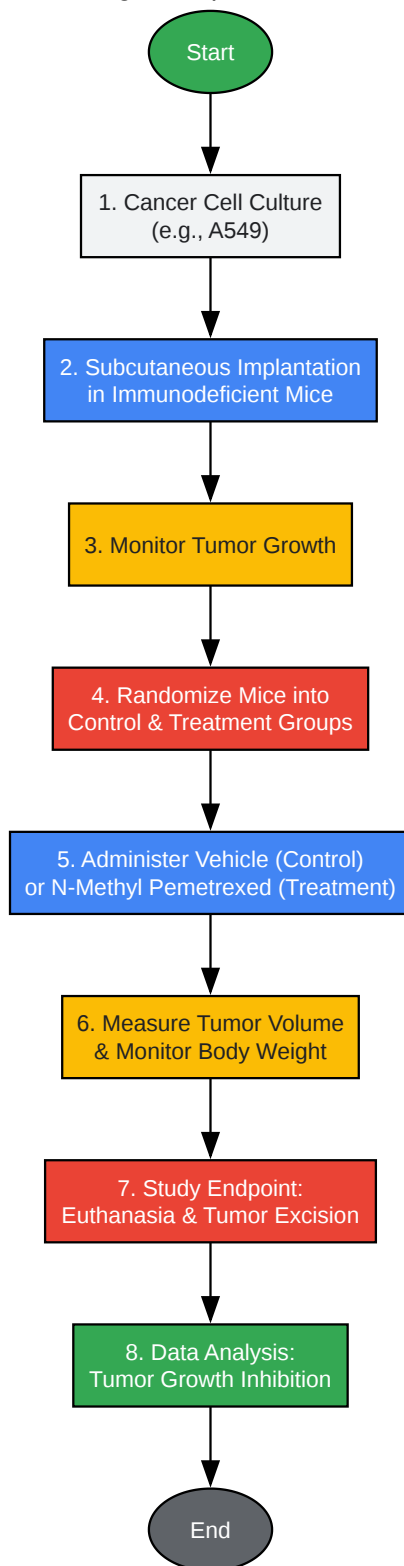 Start
1. Cancer Cell Culture
(e.g., A549)
2. Subcutaneous Implantation
in Immunodeficient Mice
3. Monitor Tumor Growth
4. Randomize Mice into
Control & Treatment Groups
5. Administer Vehicle (Control)
or N-Methyl Pemetrexed (Treatment)
6. Measure Tumor Volume
& Monitor Body Weight
7. Study Endpoint:
Euthanasia & Tumor Excision
8. Data Analysis:
Tumor Growth Inhibition
End